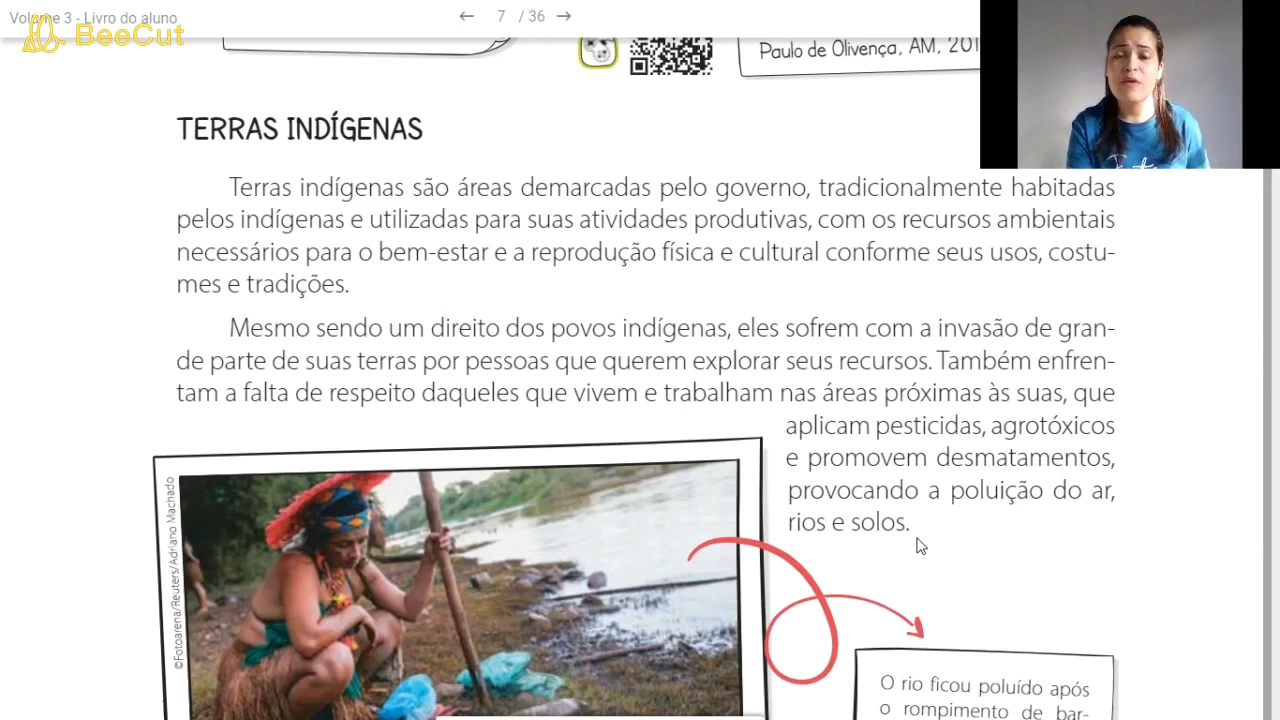 Volume 3 - Livro do aluno
7 / 36
BeeCut
Paulo de Olivença, AM, 201
TERRAS INDÍGENAS
Terras indígenas são áreas demarcadas pelo governo, tradicionalmente habitadas
pelos indígenas e utilizadas para suas atividades produtivas, com os recursos ambientais
necessários para o bem-estar e a reprodução física e cultural conforme seus usos, costu-
mes e tradições.
Mesmo sendo um direito dos povos indígenas, eles sofrem com a invasão de gran-
de parte de suas terras por pessoas que querem explorar seus recursos. Também enfren-
tam a falta de respeito daqueles que vivem e trabalham nas áreas próximas às suas, que
aplicam pesticidas, agrotóxicos
e promovem desmatamentos,
provocando a poluição do ar,
rios e solos.
©Fotoarena/Reuters/Adriano Machado
O rio ficou poluído após
o rompimento de bar-